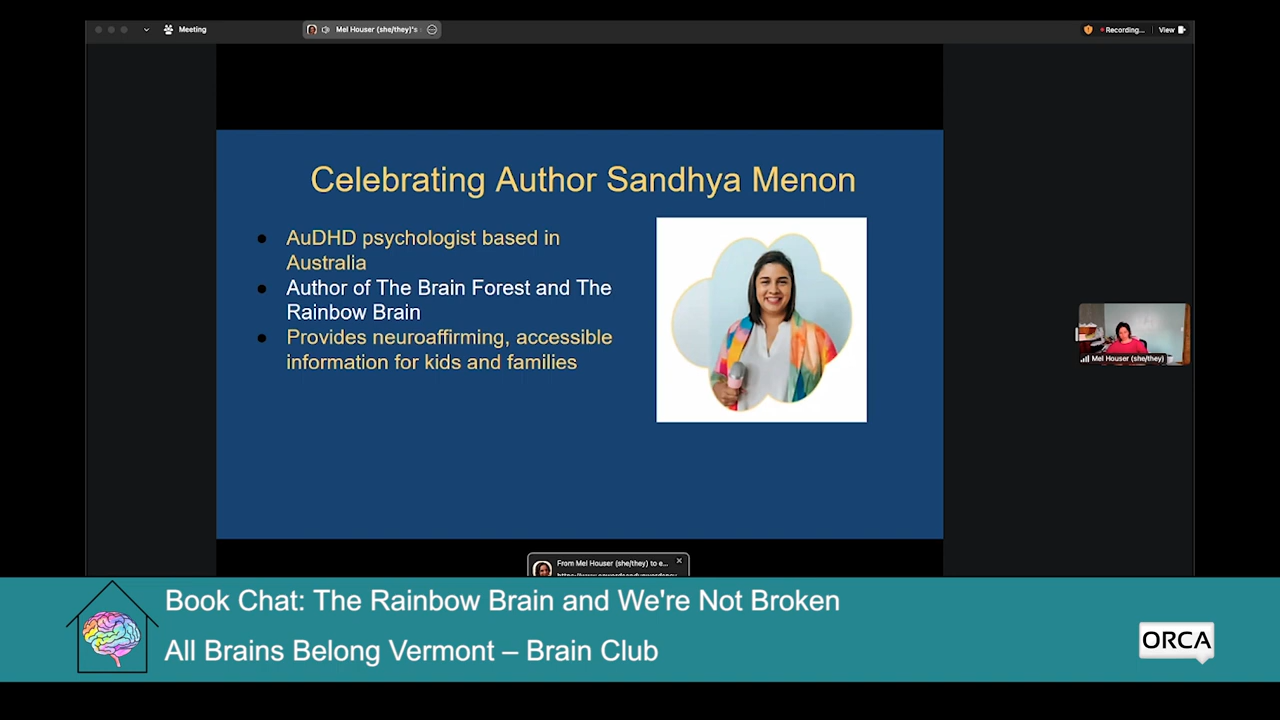 Meeting
Mel Houser (she/they)'s
Recording...
View
Celebrating Author Sandhya Menon
● AuDHD psychologist based in
Australia
● Author of The Brain Forest and The
Rainbow Brain
● Provides neuroaffirming, accessible
information for kids and families
Mel Houser (she/they)
From Mel Houser (she/they) to e...
Book Chat: The Rainbow Brain and We're Not Broken
All Brains Belong Vermont – Brain Club
ORCA